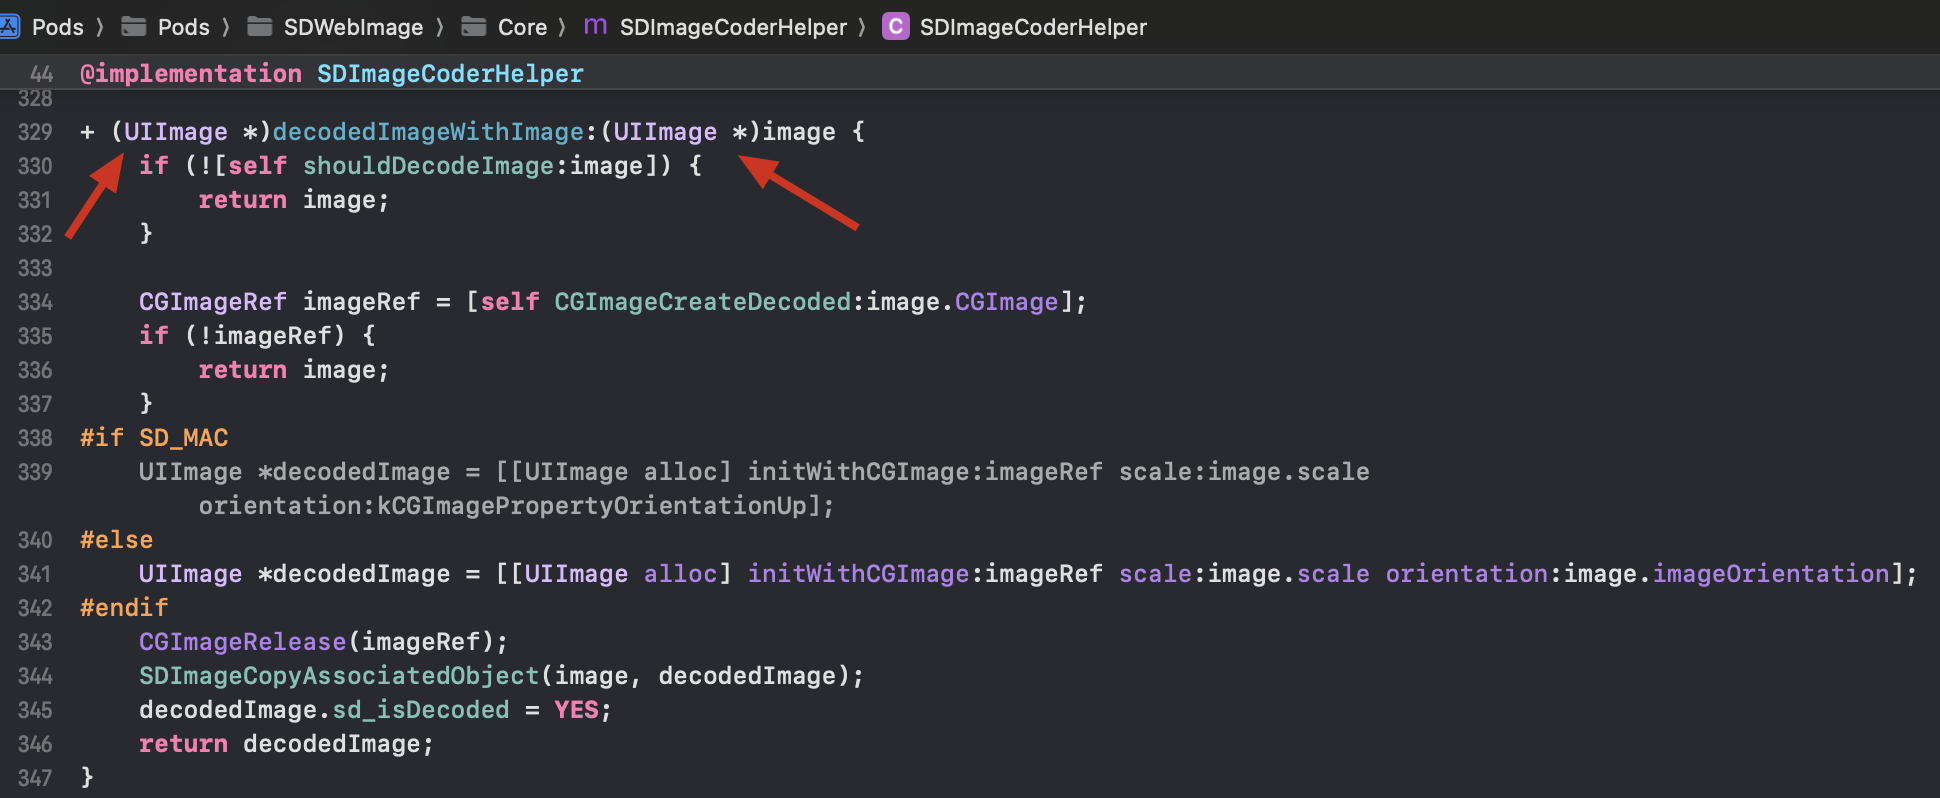 Pods 〉 Pods 〉 SDWebImage 〉 Core 〉 m SDImageCoderHelper 〉 C SDImageCoderHelper
44 @implementation SDImageCoderHelper
328
329 + (UIImage *)decodedImageWithImage:(UIImage *)image {
330     if (![self shouldDecodeImage:image]) {
331         return image;
332     }
333
334     CGImageRef imageRef = [self CGImageCreateDecoded:image.CGImage];
335     if (!imageRef) {
336         return image;
337     }
338 #if SD_MAC
339     UIImage *decodedImage = [[UIImage alloc] initWithCGImage:imageRef scale:image.scale
orientation:kCGImagePropertyOrientationUp];
340 #else
341     UIImage *decodedImage = [[UIImage alloc] initWithCGImage:imageRef scale:image.scale orientation:image.imageOrientation];
342 #endif
343     CGImageRelease(imageRef);
344     SDImageCopyAssociatedObject(image, decodedImage);
345     decodedImage.sd_isDecoded = YES;
346     return decodedImage;
347 }